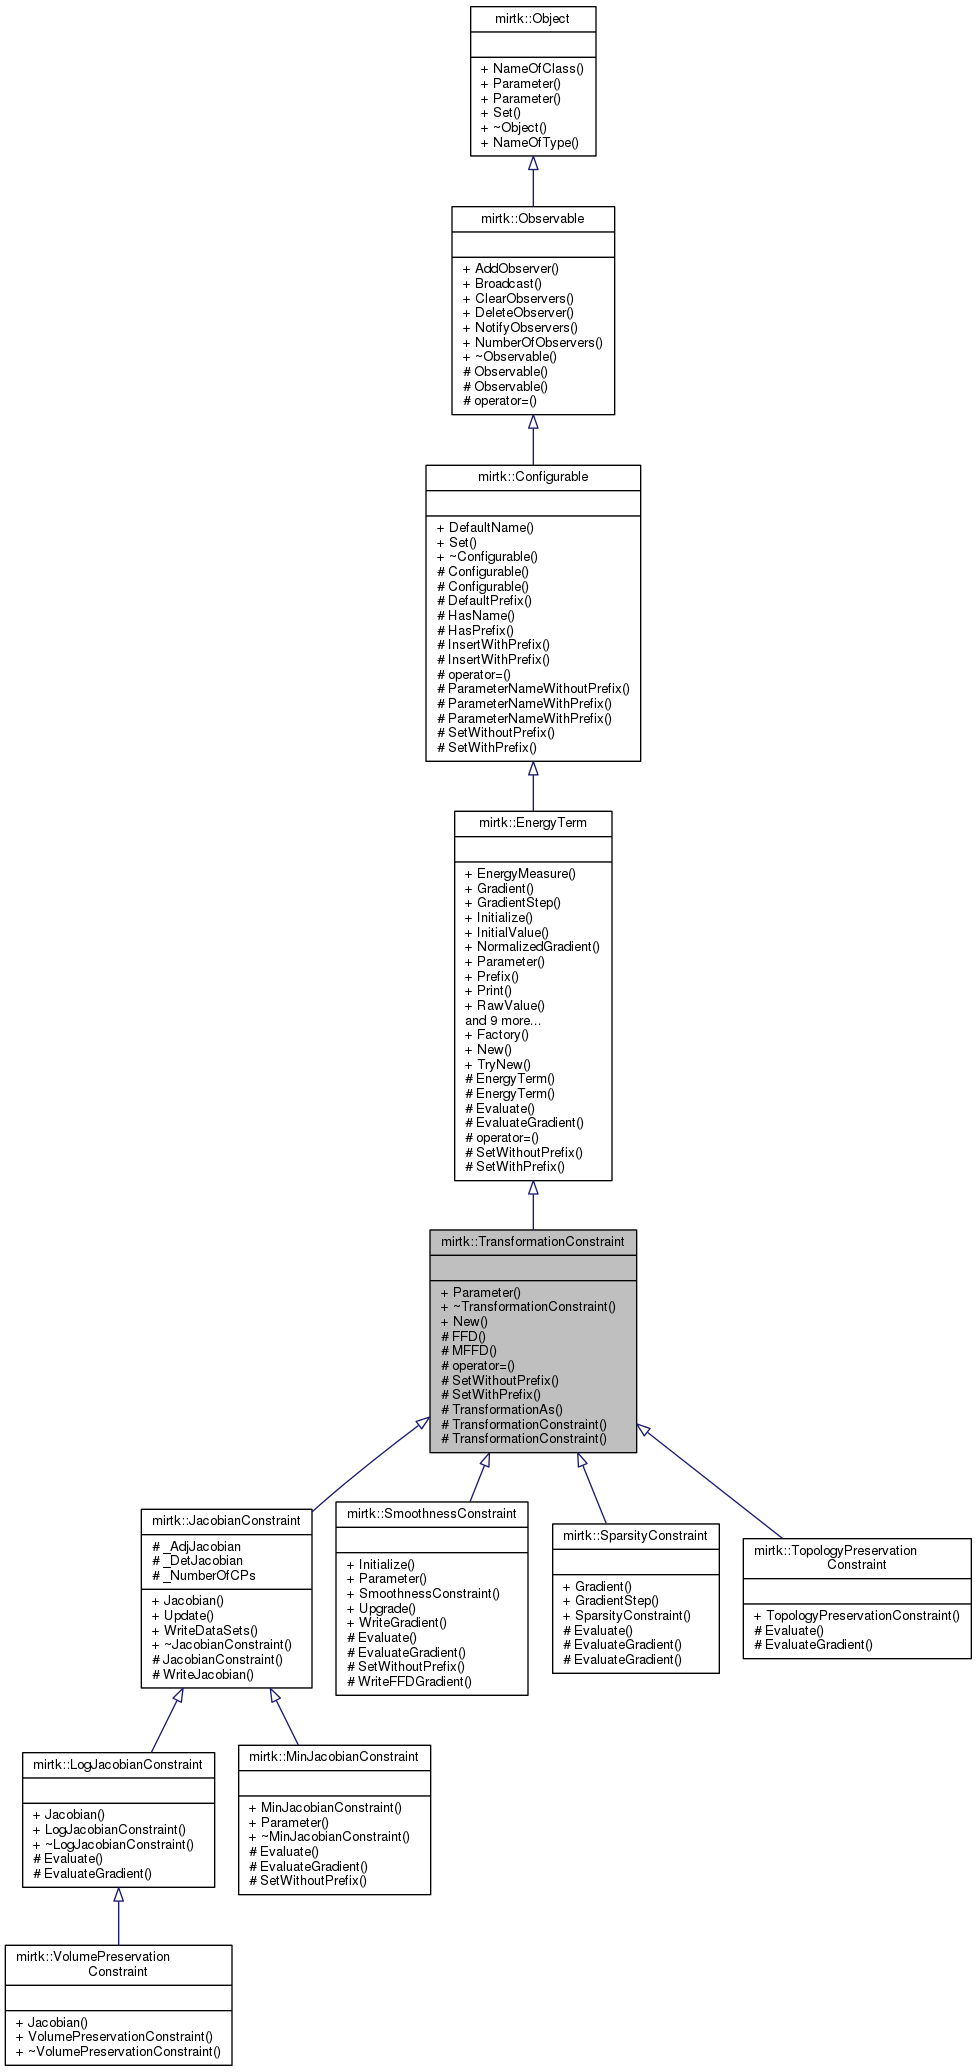 mirtk::Object
+ NameOfClass()
+ Parameter()
+ Parameter()
+ Set()
+ ~Object()
+ NameOfType()
mirtk::Observable
+ AddObserver()
+ Broadcast()
+ ClearObservers()
+ DeleteObserver()
+ NotifyObservers()
+ NumberOfObservers()
+ ~Observable()
# Observable()
# Observable()
# operator=()
mirtk::Configurable
+ DefaultName()
+ Set()
+ ~Configurable()
# Configurable()
# Configurable()
# DefaultPrefix()
# HasName()
# HasPrefix()
# InsertWithPrefix()
# InsertWithPrefix()
# operator=()
# ParameterNameWithoutPrefix()
# ParameterNameWithPrefix()
# ParameterNameWithPrefix()
# SetWithoutPrefix()
# SetWithPrefix()
mirtk::EnergyTerm
+ EnergyMeasure()
+ Gradient()
+ GradientStep()
+ Initialize()
+ InitialValue()
+ NormalizedGradient()
+ Parameter()
+ Prefix()
+ Print()
+ RawValue()
and 9 more...
+ Factory()
+ New()
+ TryNew()
# EnergyTerm()
# EnergyTerm()
# Evaluate()
# EvaluateGradient()
# operator=()
# SetWithoutPrefix()
# SetWithPrefix()
mirtk::TransformationConstraint
+ Parameter()
+ ~TransformationConstraint()
+ New()
# FFD()
# MFFD()
# operator=()
# SetWithoutPrefix()
# SetWithPrefix()
# TransformationAs()
# TransformationConstraint()
# TransformationConstraint()
mirtk::JacobianConstraint
# _AdjJacobian
# _DetJacobian
# _NumberOfCPs
+ Jacobian()
+ Update()
+ WriteDataSets()
+ ~JacobianConstraint()
# JacobianConstraint()
# WriteJacobian()
mirtk::SmoothnessConstraint
+ Initialize()
+ Parameter()
+ SmoothnessConstraint()
+ Upgrade()
+ WriteGradient()
# Evaluate()
# EvaluateGradient()
# SetWithoutPrefix()
# WriteFFDGradient()
mirtk::SparsityConstraint
+ Gradient()
+ GradientStep()
+ SparsityConstraint()
# Evaluate()
# EvaluateGradient()
# EvaluateGradient()
mirtk::TopologyPreservation
Constraint
+ TopologyPreservationConstraint()
# Evaluate()
# EvaluateGradient()
mirtk::LogJacobianConstraint
+ Jacobian()
+ LogJacobianConstraint()
+ ~LogJacobianConstraint()
# Evaluate()
# EvaluateGradient()
mirtk::MinJacobianConstraint
+ MinJacobianConstraint()
+ Parameter()
+ ~MinJacobianConstraint()
# Evaluate()
# EvaluateGradient()
# SetWithoutPrefix()
mirtk::VolumePreservation
Constraint
+ Jacobian()
+ VolumePreservationConstraint()
+ ~VolumePreservationConstraint()